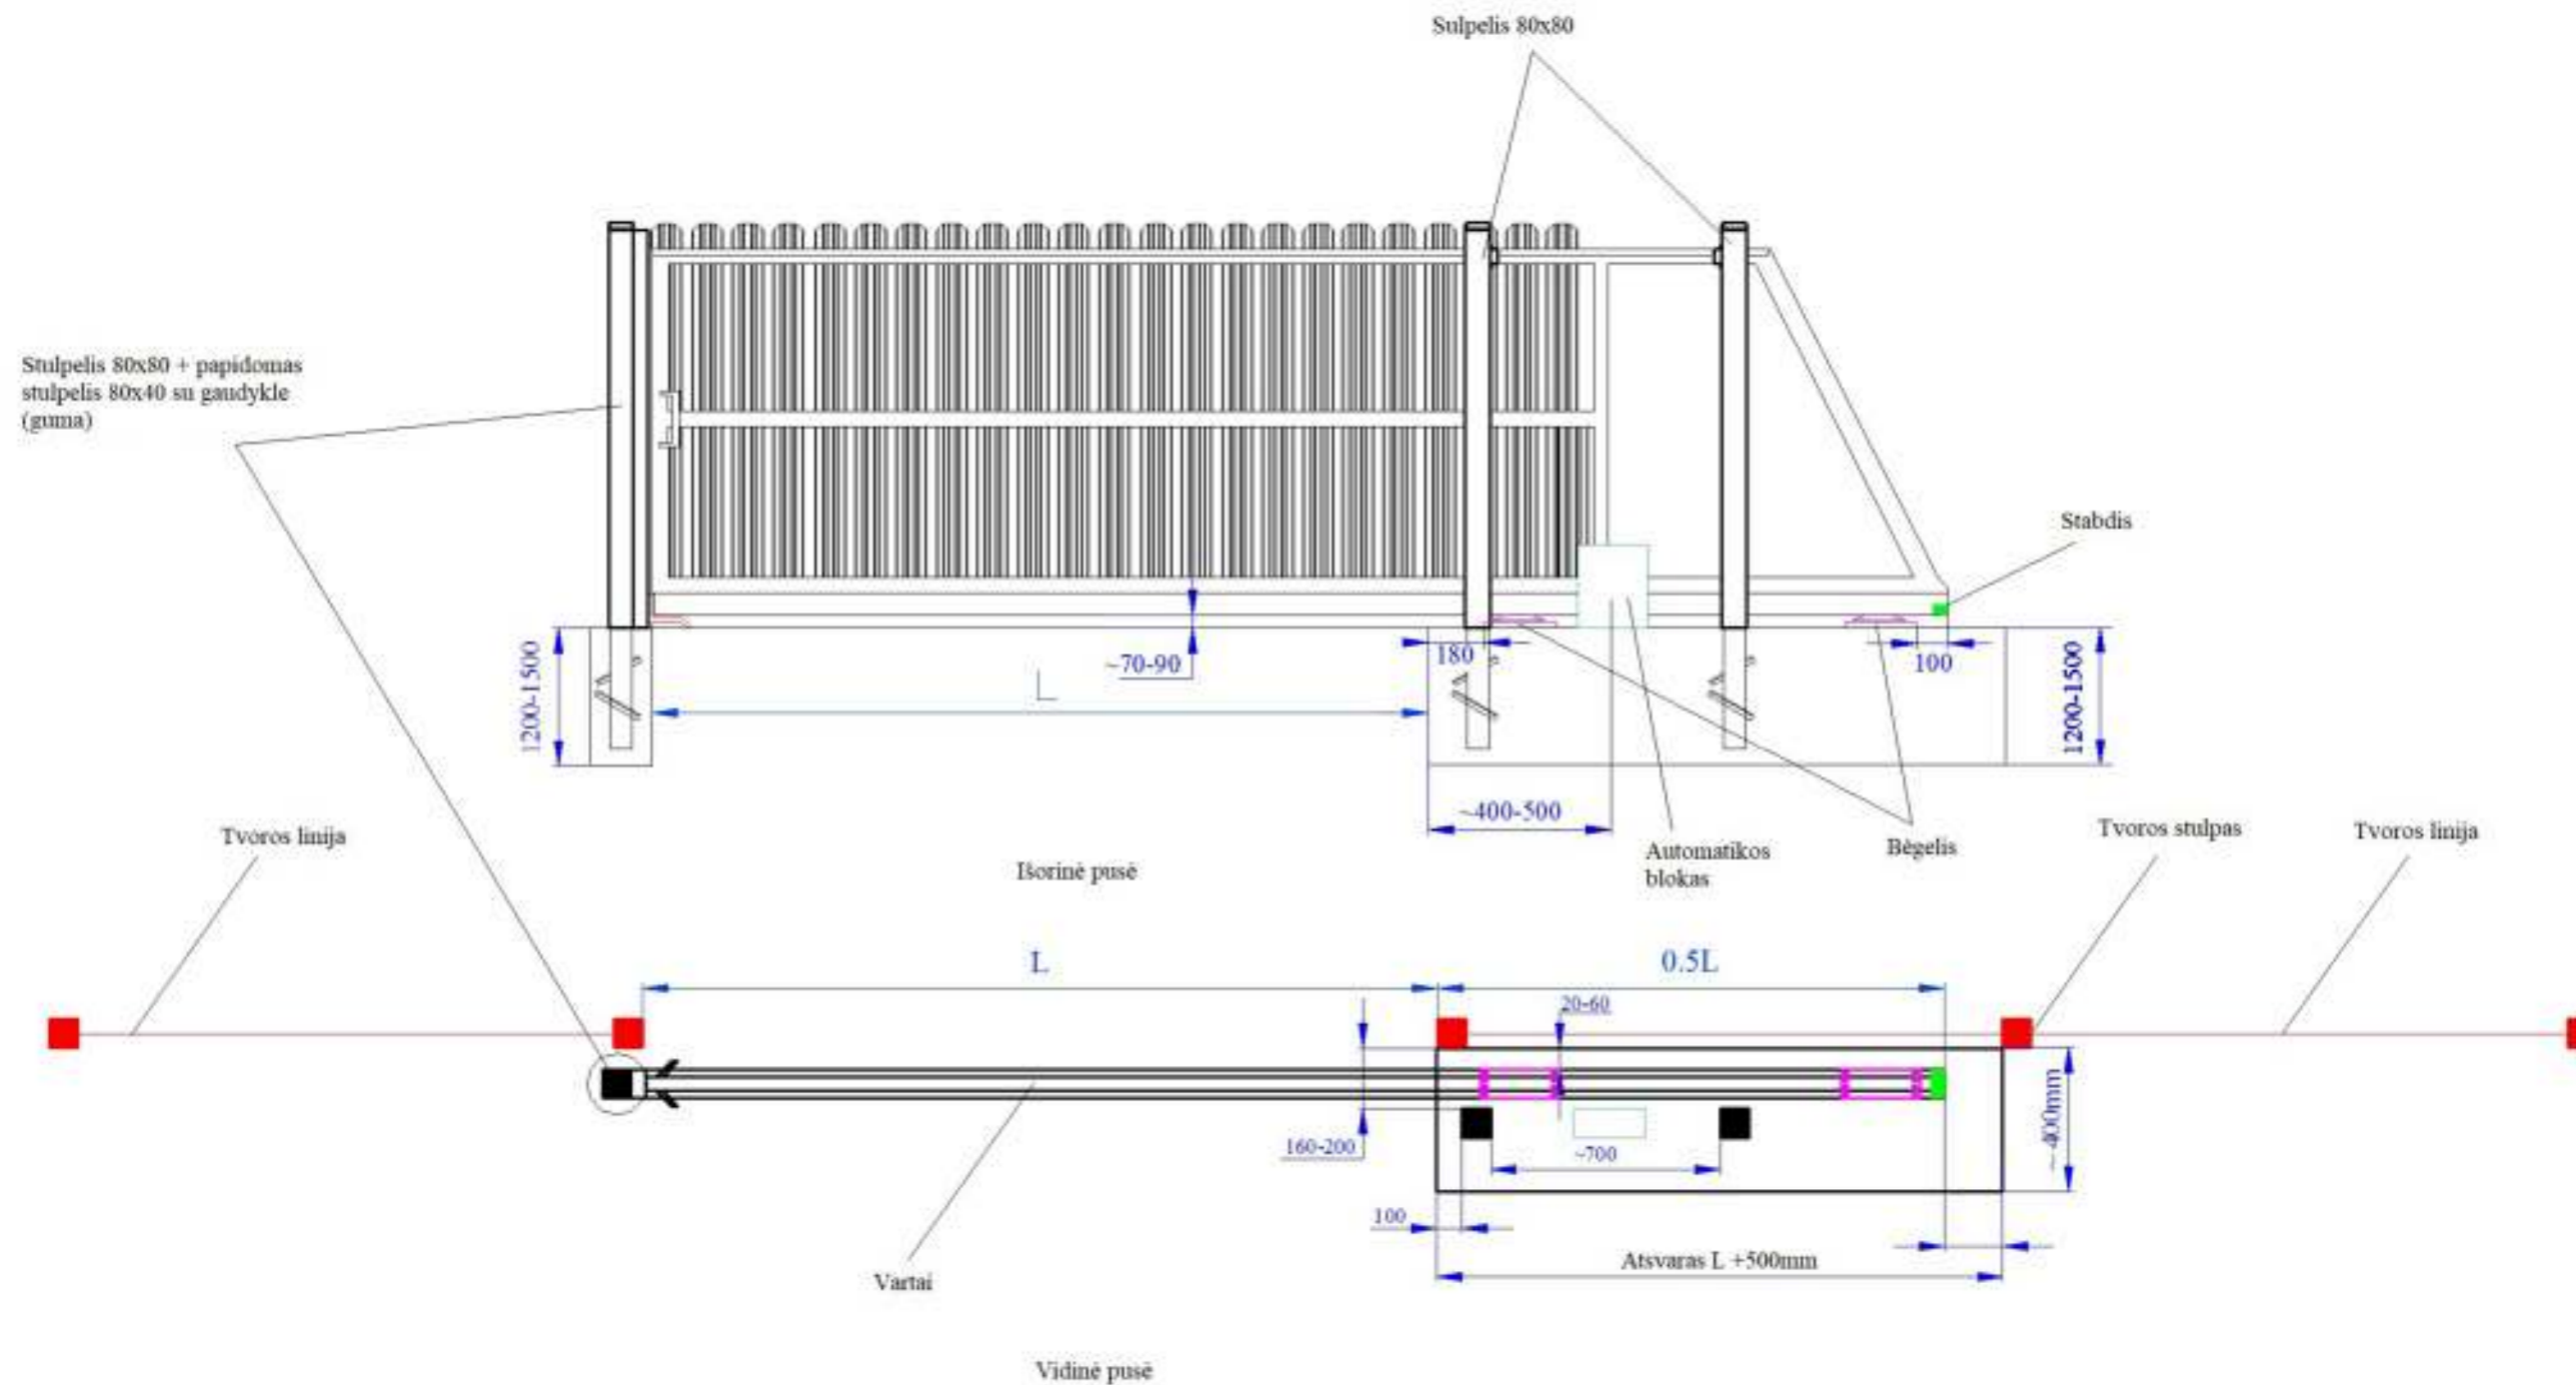 Sulpelis 80x80
Stulpelis 80x80 + papidomas
stulpelis 80x40 su gaudykle
(guma)
Stabdis
1200-1500
~70-90
L
180
100
1200-1500
~400-500
Automatikos
blokas
Bėgelis
Tvoros linija
Tvoros stulpas
Tvoros linija
Išorinė pusė
L
0.5L
20-60
160-200
~700
~400mm
100
Atsvaras L +500mm
Vartai
Vidinė pusė